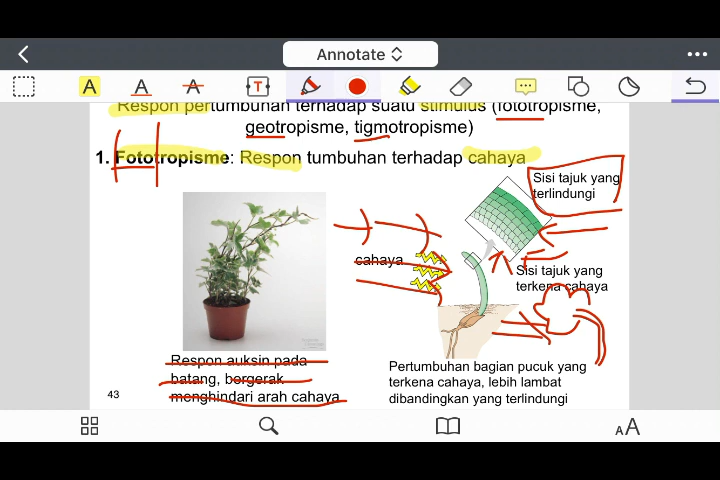 Annotate
T
Respon pertumbuhan terhadap suatu stimulus (fototropisme,
geotropisme, tigmotropisme)
1. Fototropisme: Respon tumbuhan terhadap cahaya
Sisi tajuk yang
terlindungi
cahaya
Sisi tajuk yang
terkena cahaya
Respon auksin pada
batang, bergerak
menghindari arah cahaya
Pertumbuhan bagian pucuk yang
terkena cahaya, lebih lambat
dibandingkan yang terlindungi
43
A A A
AA